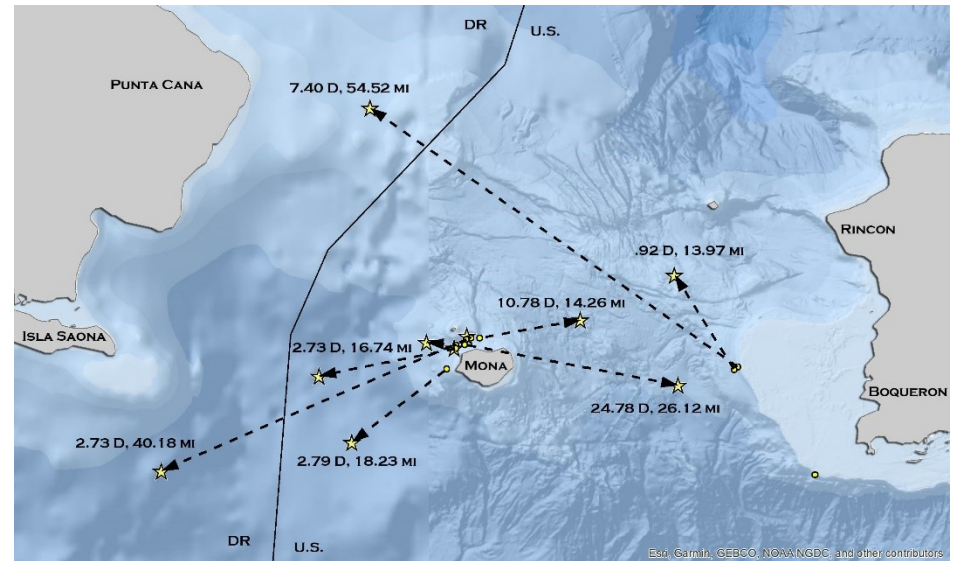 DR
U.S.
PUNTA CANA
7.40 D, 54.52 MI
RINCON
.92 D, 13.97 MI
10.78 D, 14.26 MI
ISLA SAONA
2.73 D, 16.74 MI
MONA
BOQUERON
24.78 D, 26.12 MI
2.73 D, 40.18 MI
2.79 D, 18.23 MI
DR
U.S.
Esri, Garmin, GEBCO, NOAA NGDC, and other contributors